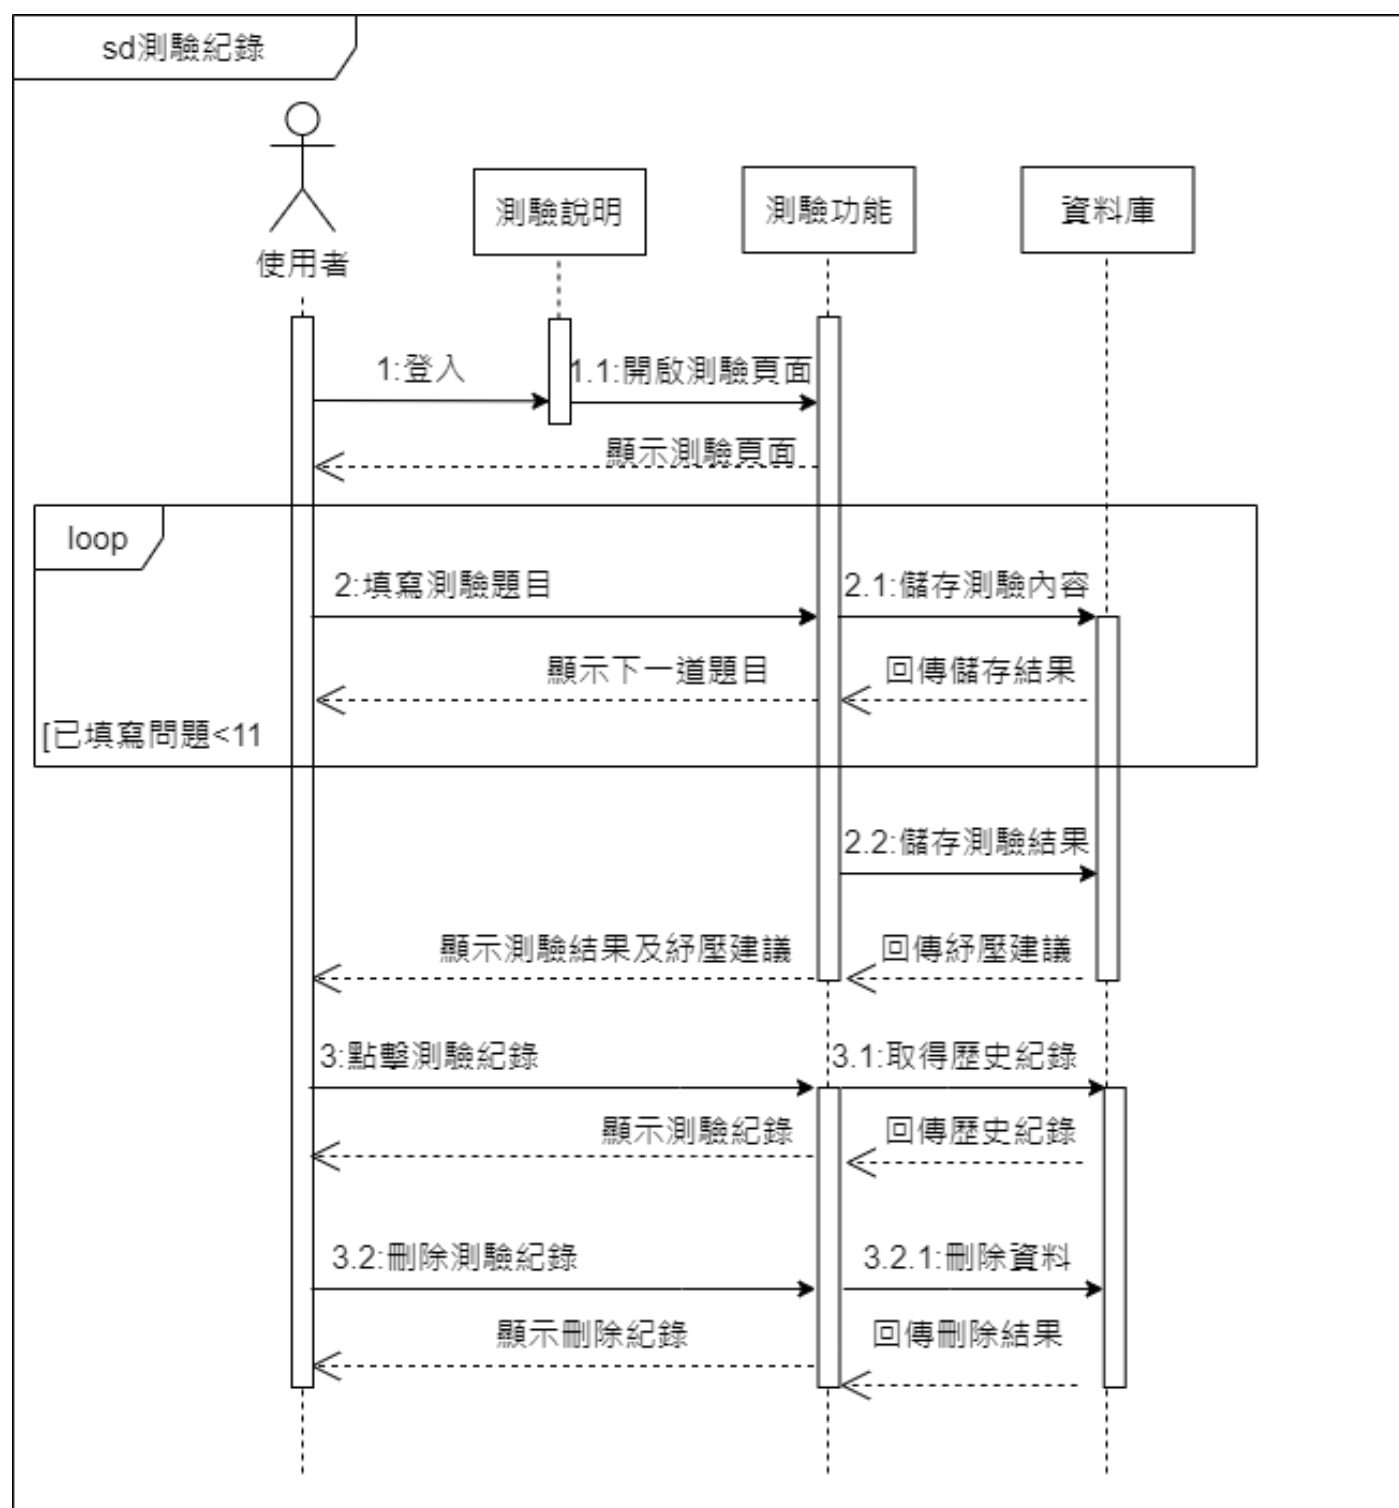 sd測驗紀錄
使用者
測驗說明
測驗功能
資料庫
1:登入
1.1:開啟測驗頁面
顯示測驗頁面
loop
2:填寫測驗題目
2.1:儲存測驗內容
顯示下一道題目
回傳儲存結果
[已填寫問題<11
2.2:儲存測驗結果
顯示測驗結果及紓壓建議
回傳紓壓建議
3:點擊測驗紀錄
3.1:取得歷史紀錄
顯示測驗紀錄
回傳歷史紀錄
3.2:刪除測驗紀錄
3.2.1:刪除資料
顯示刪除紀錄
回傳刪除結果